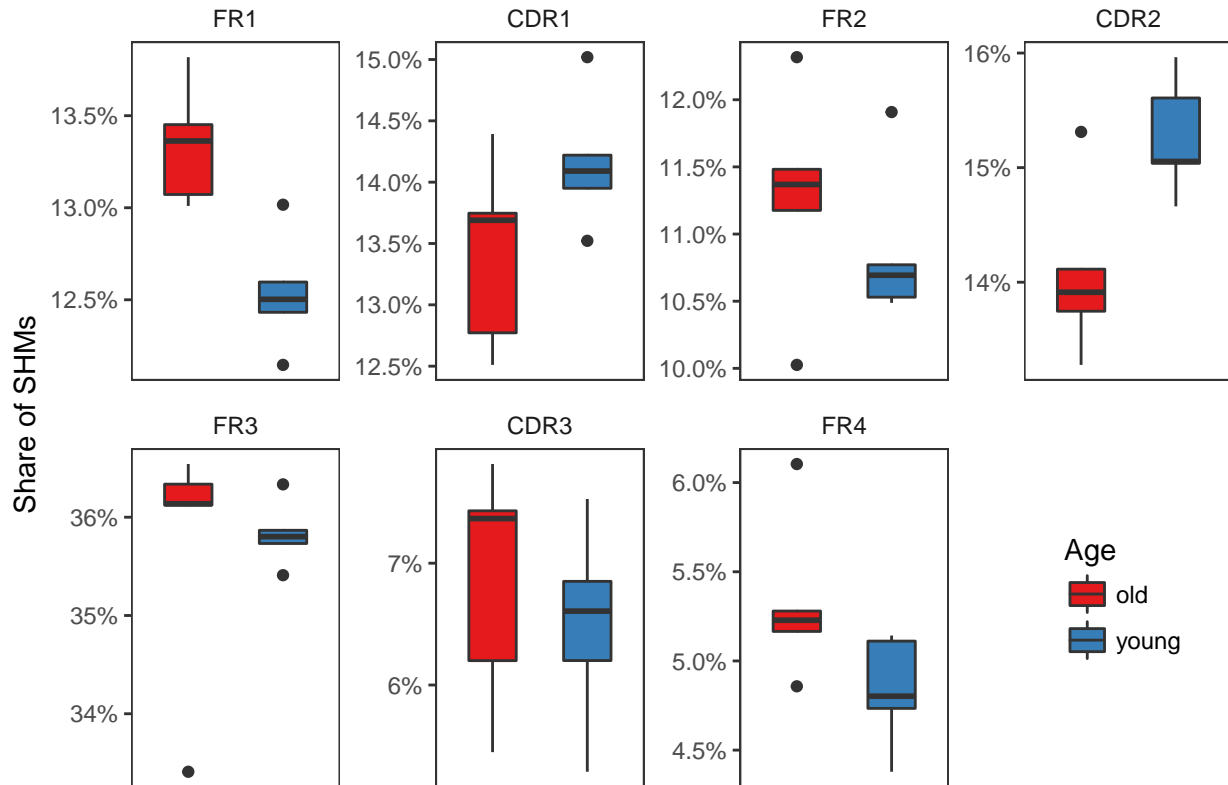 FR1
CDR1
FR2
CDR2
13.5%
13.0%
12.5%
15.0%
14.5%
14.0%
13.5%
13.0%
12.5%
12.0%
11.5%
11.0%
10.5%
10.0%
16%
15%
14%
Share of SHMs
FR3
CDR3
FR4
36%
35%
34%
7%
6%
6.0%
5.5%
5.0%
4.5%
Age
old
young